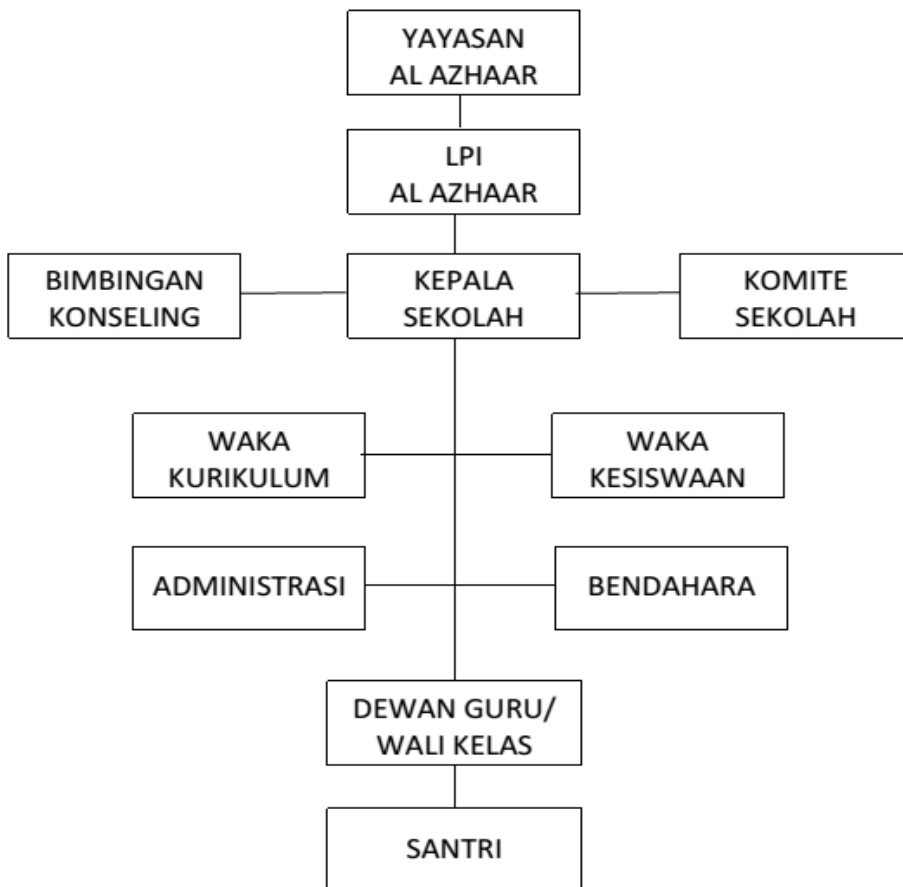 YAYASAN
AL AZHAAR
LPI
AL AZHAAR
BIMBINGAN
KONSELING
KEPALA
SEKOLAH
KOMITE
SEKOLAH
WAKA
KURIKULUM
WAKA
KESISWAAN
ADMINISTRASI
BENDAHARA
DEWAN GURU/
WALI KELAS
SANTRI